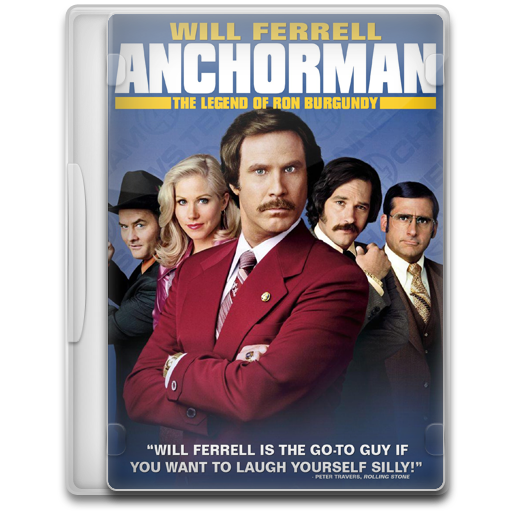 WILL FERRELL
ANCHORMAN
THE LEGEND OF RON BURGUNDY
“WILL FERRELL IS THE GO-TO GUY IF
YOU WANT TO LAUGH YOURSELF SILLY!”
- PETER TRAVERS, ROLLING STONE